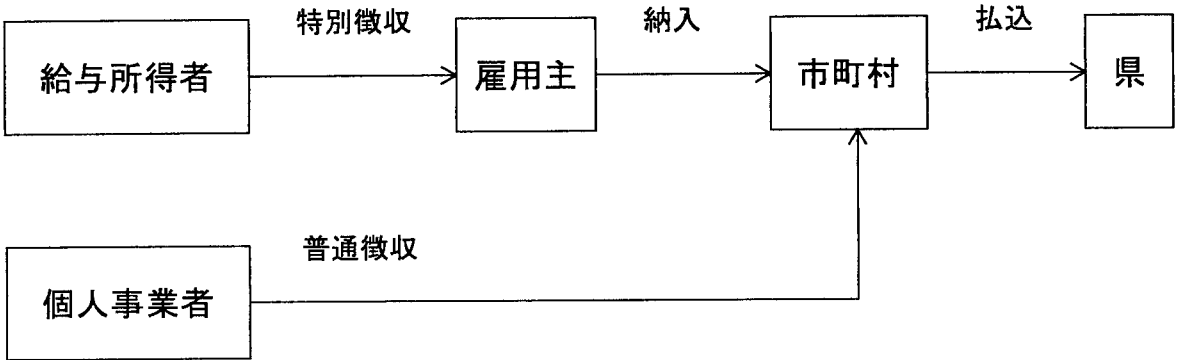 特別徴収
納入
払込
給与所得者
雇用主
市町村
県
普通徴収
個人事業者